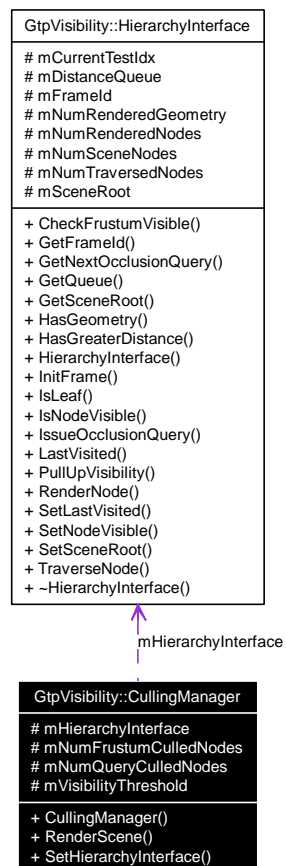 GtpVisibility::HierarchyInterface
# mCurrentTestIdx
# mDistanceQueue
# mFrameId
# mNumRenderedGeometry
# mNumRenderedNodes
# mNumSceneNodes
# mNumTraversedNodes
# mSceneRoot
+ CheckFrustumVisible()
+ GetFrameId()
+ GetNextOcclusionQuery()
+ GetQueue()
+ GetSceneRoot()
+ HasGeometry()
+ HasGreaterDistance()
+ HierarchyInterface()
+ InitFrame()
+ IsLeaf()
+ IsNodeVisible()
+ IssueOcclusionQuery()
+ LastVisited()
+ PullUpVisibility()
+ RenderNode()
+ SetLastVisited()
+ SetNodeVisible()
+ SetSceneRoot()
+ TraverseNode()
+ ~HierarchyInterface()
mHierarchyInterface
GtpVisibility::CullingManager
# mHierarchyInterface
# mNumFrustumCulledNodes
# mNumQueryCulledNodes
# mVisibilityThreshold
+ CullingManager()
+ RenderScene()
+ SetHierarchyInterface()